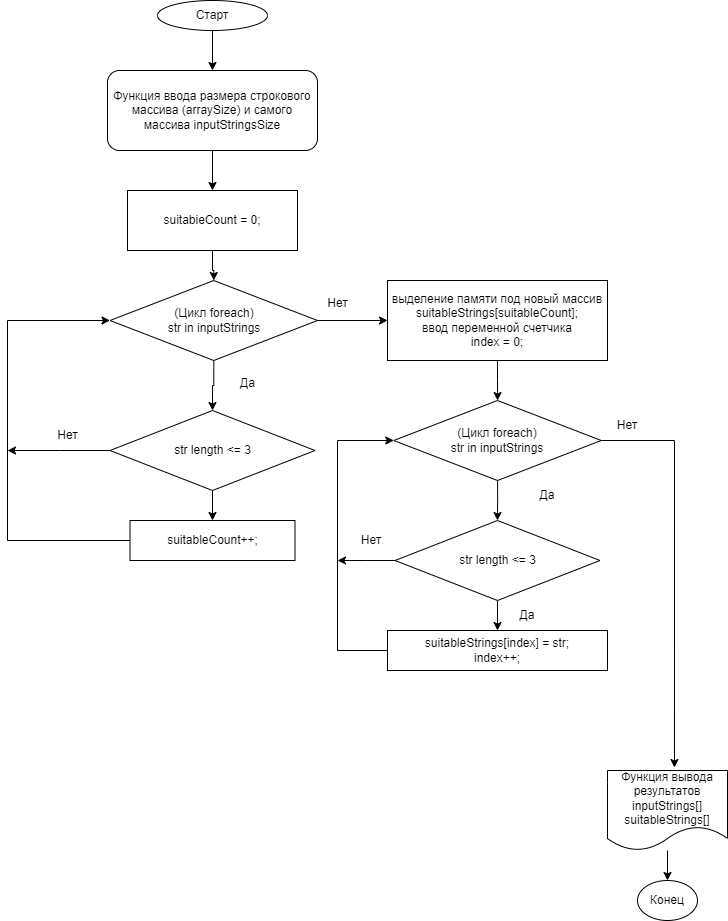 Старт
Функция ввода размера строкового
массива (arraySize) и самого
массива inputStringsSize
suitabieCount = 0;
(Цикл foreach)
str in inputStrings
Нет
Да
str length <= 3
Нет
suitableCount++;
выделение памяти под новый массив
suitableStrings[suitableCount];
ввод переменной счетчика
index = 0;
(Цикл foreach)
str in inputStrings
Нет
Да
str length <= 3
Нет
Да
suitableStrings[index] = str;
index++;
Функция вывода
результатов
inputStrings[]
suitableStrings[]
Конец